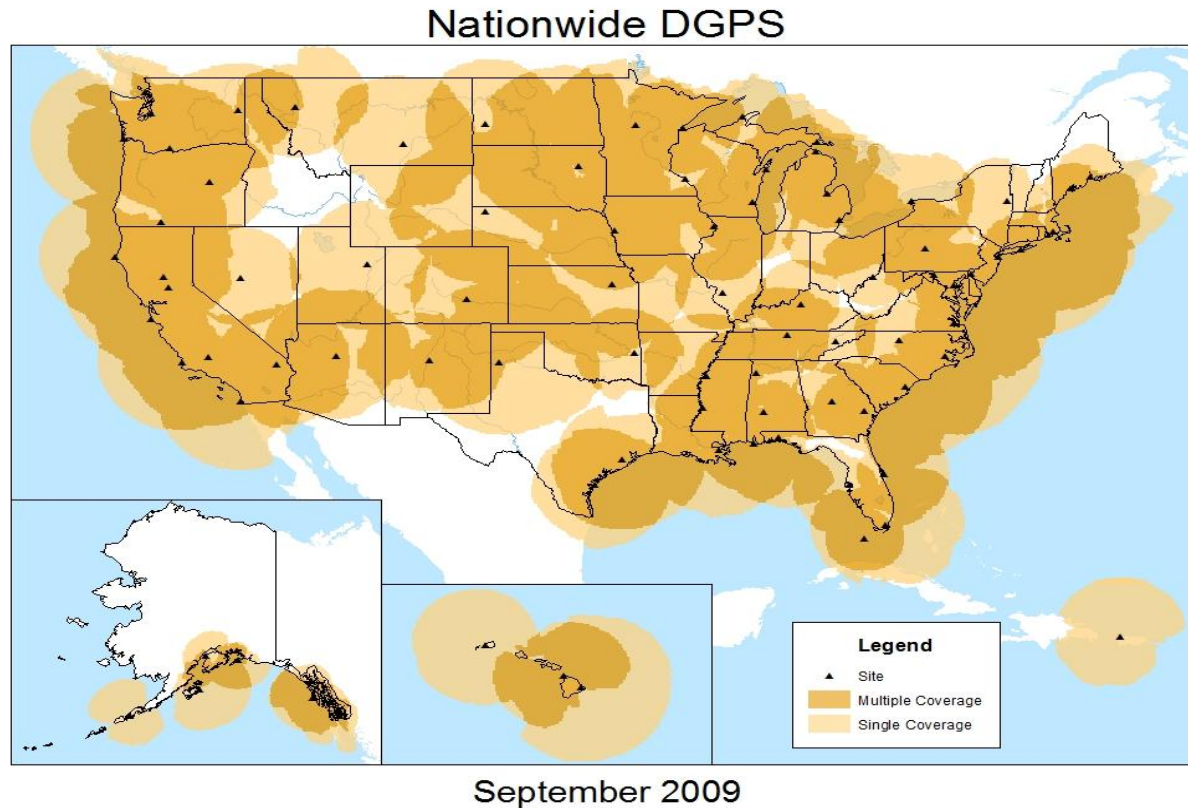 Nationwide DGPS
Legend
Site
Multiple Coverage
Single Coverage
September 2009